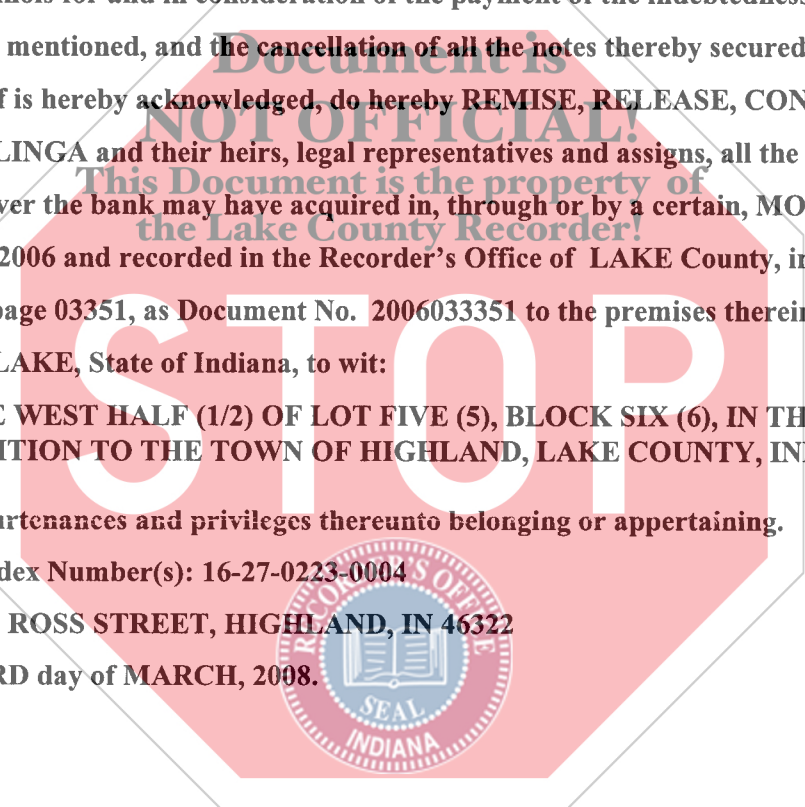 mentioned, and the cancellation of all the notes thereby secured
Document is
f is hereby acknowledged, do hereby REMISE, RELEASE, CON
NOT OFFICIAL!
LINGA and their heirs, legal representatives and assigns, all the
This Document is the property of
ver the bank may have acquired in, through or by a certain, MO
the Lake County Recorder!
2006 and recorded in the Recorder’s Office of LAKE County, in
page 03351, as Document No. 2006033351 to the premises therein
LAKE, State of Indiana, to wit:
STOP
E WEST HALF (1/2) OF LOT FIVE (5), BLOCK SIX (6), IN TH
ITION TO THE TOWN OF HIGHLAND, LAKE COUNTY, IN
urtenances and privileges thereunto belonging or appertaining.
dex Number(s): 16-27-0223-0004
ROSS STREET, HIGHLAND, IN 46322
RD day of MARCH, 2008.
RECORDER'S OFFICE
SEAL
INDIANA